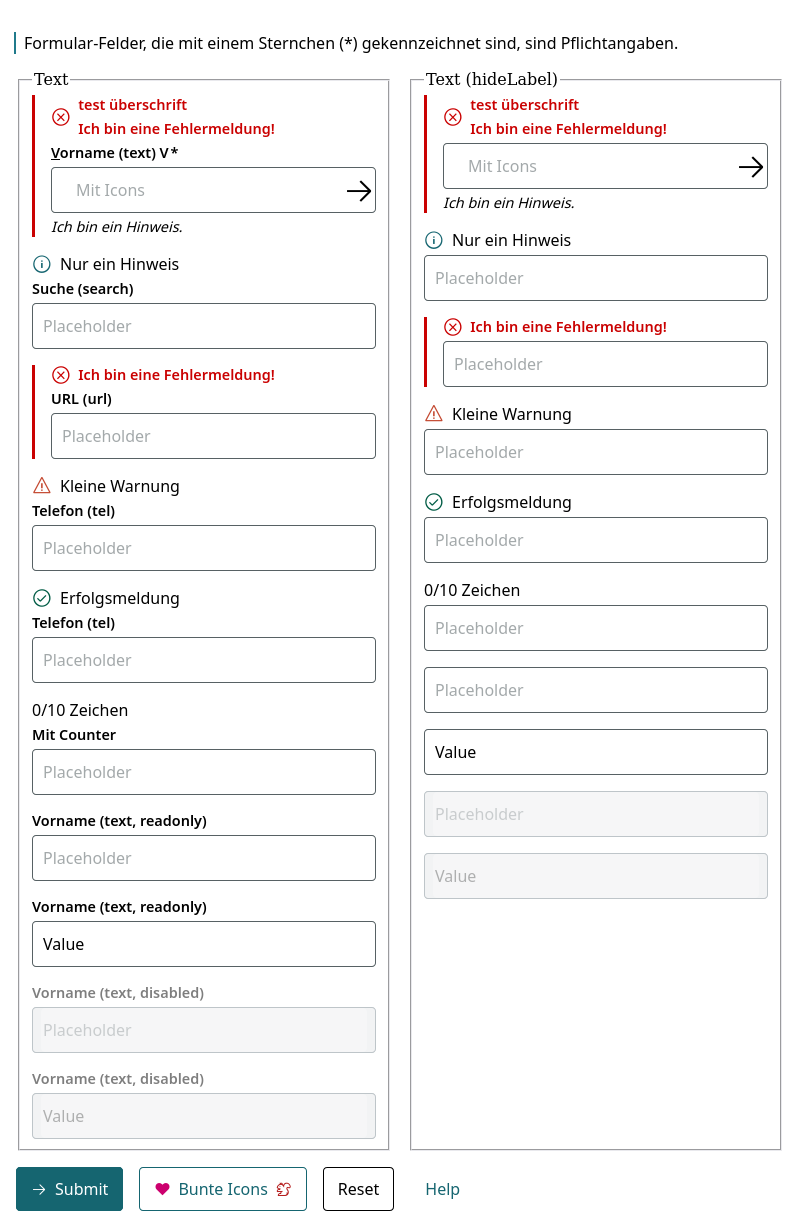 Formular-Felder, die mit einem Sternchen (*) gekennzeichnet sind, sind Pflichtangaben.
Text
test überschrift
Ich bin eine Fehlermeldung!
Vorname (text) V*
Mit Icons
Ich bin ein Hinweis.
Nur ein Hinweis
Suche (search)
Placeholder
Ich bin eine Fehlermeldung!
URL (url)
Placeholder
Kleine Warnung
Telefon (tel)
Placeholder
Erfolgsmeldung
Telefon (tel)
Placeholder
0/10 Zeichen
Mit Counter
Placeholder
Vorname (text, readonly)
Placeholder
Vorname (text, readonly)
Value
Vorname (text, disabled)
Placeholder
Vorname (text, disabled)
Value
Text (hideLabel)
test überschrift
Ich bin eine Fehlermeldung!
Mit Icons
Ich bin ein Hinweis.
Nur ein Hinweis
Placeholder
Ich bin eine Fehlermeldung!
Placeholder
Kleine Warnung
Placeholder
Erfolgsmeldung
Placeholder
0/10 Zeichen
Placeholder
Placeholder
Value
Placeholder
Value
Submit
Bunte Icons
Reset
Help